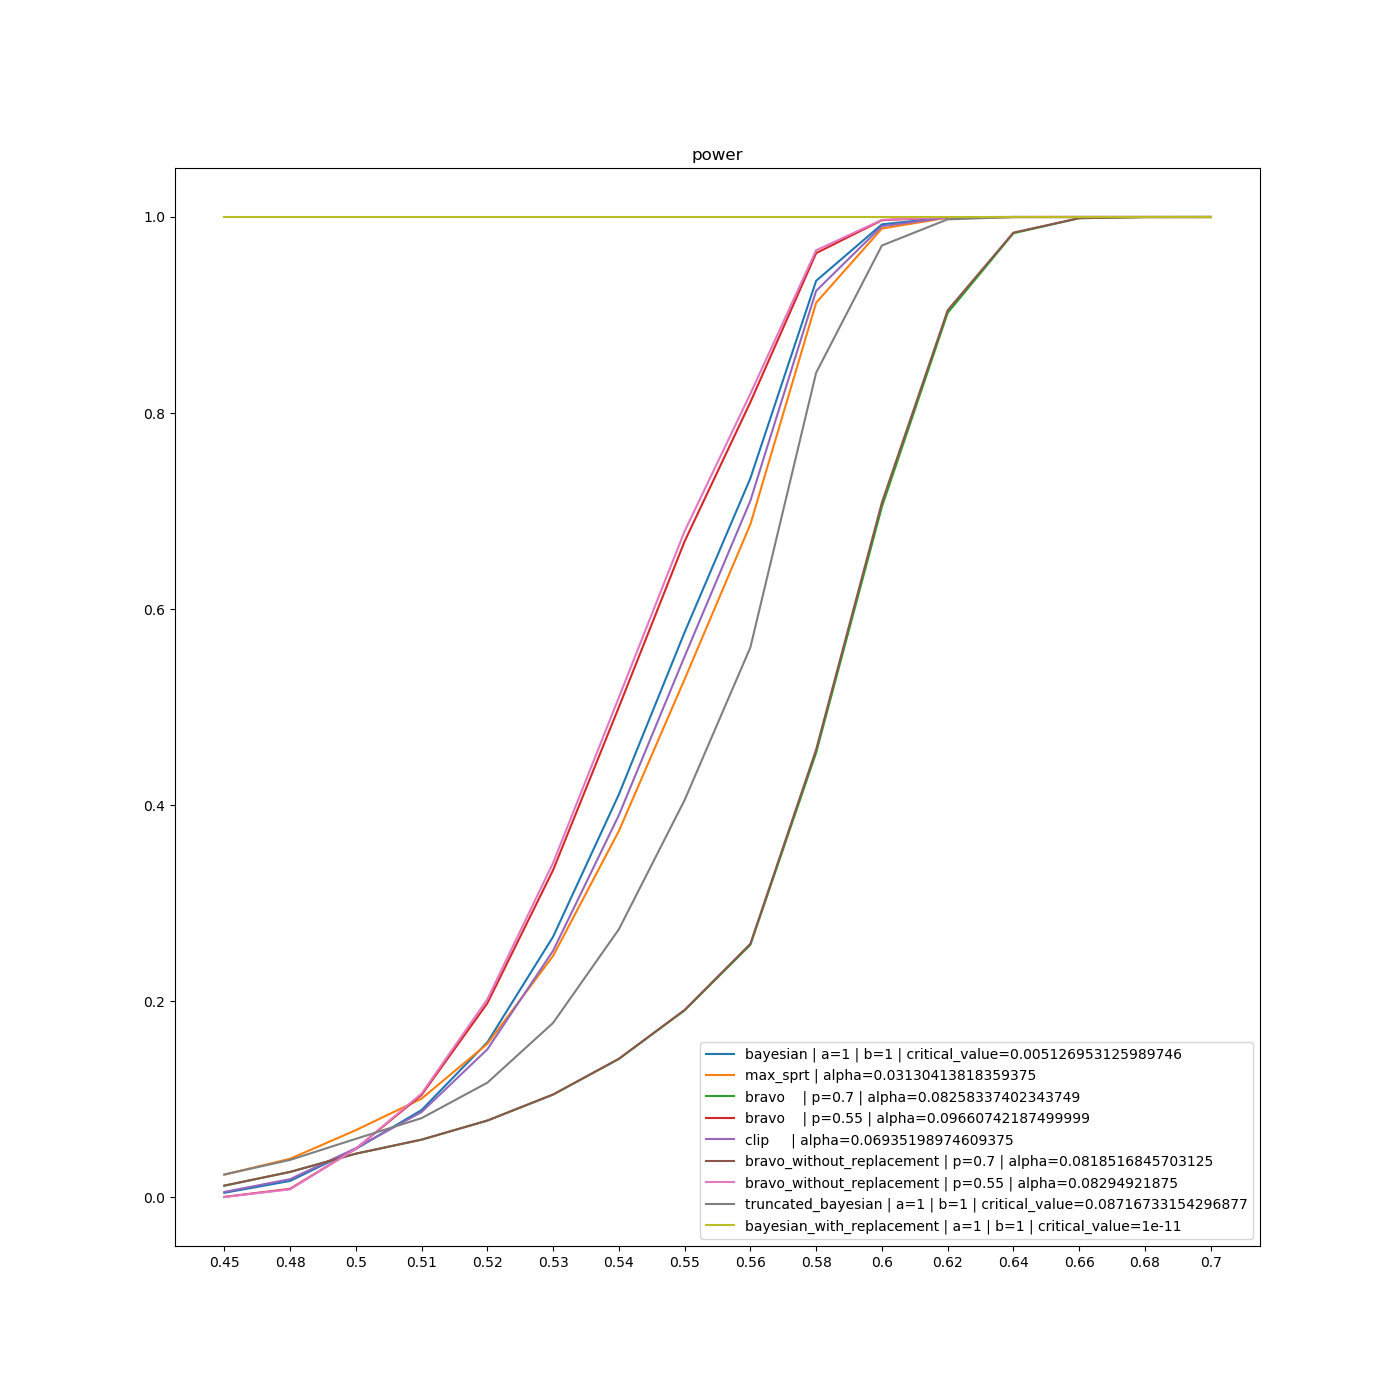 power
1.0
0.8
0.6
0.4
0.2
0.0
bayesian | a=1 | b=1 | critical_value=0.005126953125989746
max_sprt | alpha=0.03130413818359375
bravo    | p=0.7 | alpha=0.08258337402343749
bravo    | p=0.55 | alpha=0.09660742187499999
clip     | alpha=0.06935198974609375
bravo_without_replacement | p=0.7 | alpha=0.0818516845703125
bravo_without_replacement | p=0.55 | alpha=0.08294921875
truncated_bayesian | a=1 | b=1 | critical_value=0.08716733154296877
bayesian_with_replacement | a=1 | b=1 | critical_value=1e-11
0.45 0.48 0.5 0.51 0.52 0.53 0.54 0.55 0.56 0.58 0.6 0.62 0.64 0.66 0.68 0.7